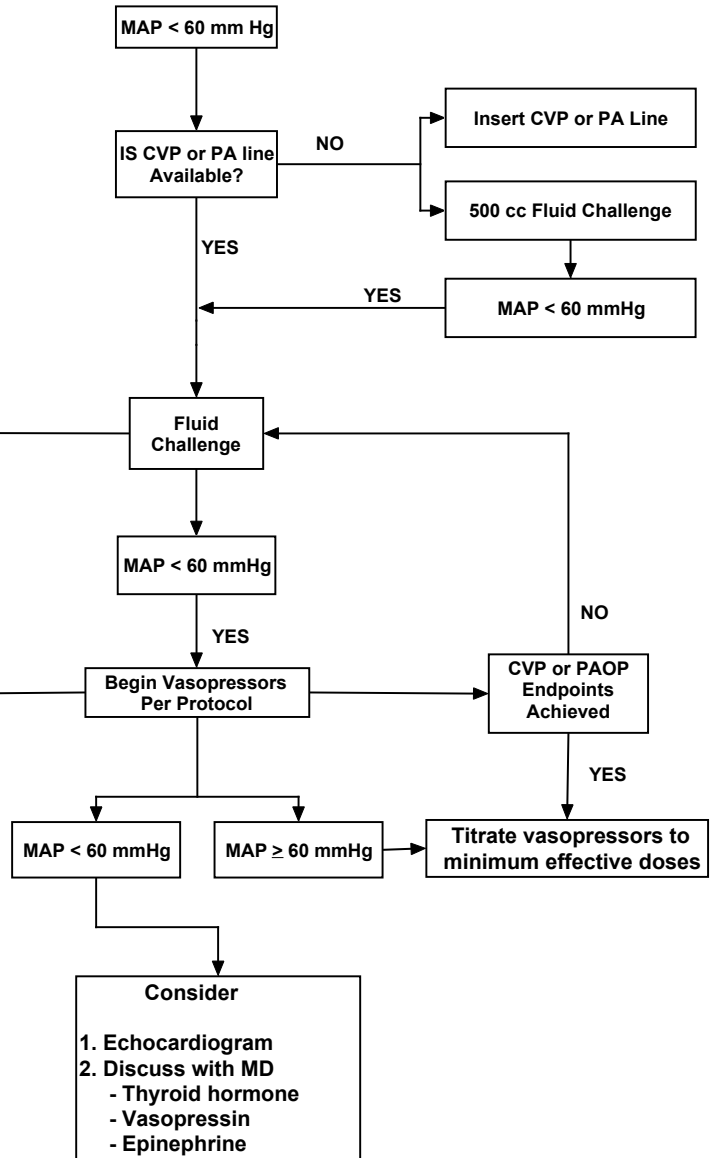 MAP < 60 mm Hg
IS CVP or PA line
Available?
NO
Insert CVP or PA Line
500 cc Fluid Challenge
YES
MAP < 60 mmHg
YES
Fluid
Challenge
MAP < 60 mmHg
YES
Begin Vasopressors
Per Protocol
NO
CVP or PAOP
Endpoints
Achieved
YES
MAP < 60 mmHg
MAP ≥ 60 mmHg
Titrate vasopressors to
minimum effective doses
Consider
1. Echocardiogram
2. Discuss with MD
- Thyroid hormone
- Vasopressin
- Epinephrine